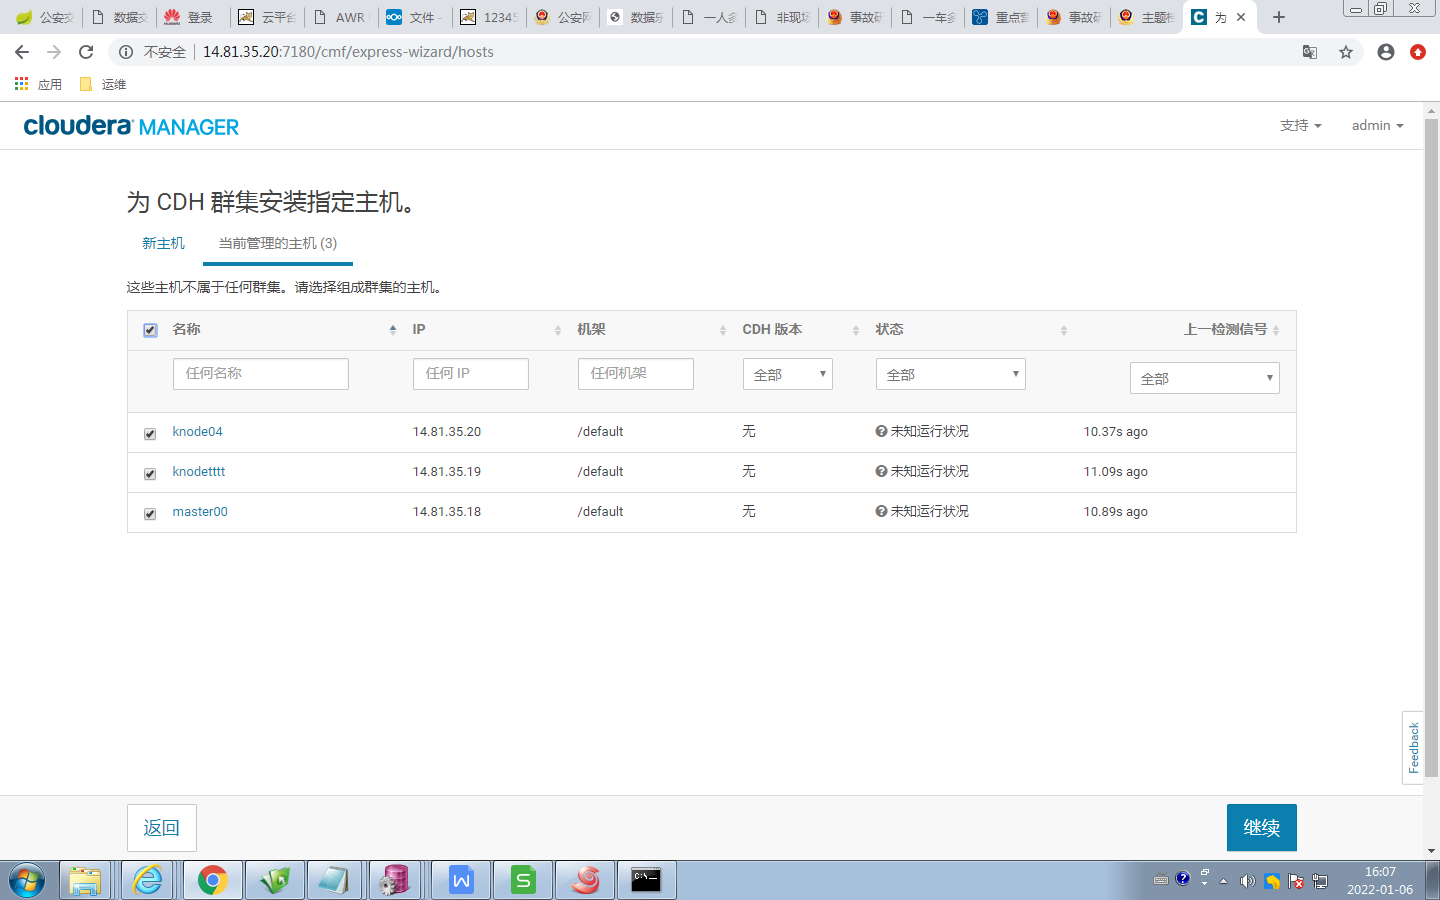 公安交 数据交 登录 云平台 AWR 文件 - 12345 公安网 数据乐 一人多 非现场 事故研 一车多 重点营 事故研 主题栏 为
不安全 14.81.35.20:7180/cmf/express-wizard/hosts
应用 运维
cloudera MANAGER 支持 admin
为 CDH 群集安装指定主机。
新主机 当前管理的主机 (3)
这些主机不属于任何群集。请选择组成群集的主机。
名称 IP 机架 CDH 版本 状态 上一检测信号
任何名称 任何 IP 任何机架 全部 全部 全部
knode04 14.81.35.20 /default 无 未知运行状况 10.37s ago
knodetttt 14.81.35.19 /default 无 未知运行状况 11.09s ago
master00 14.81.35.18 /default 无 未知运行状况 10.89s ago
Feedback
返回 继续
16:07
2022-01-06